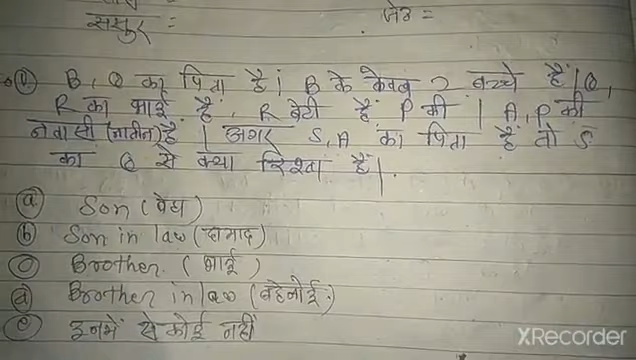 ससुर =
जेठ =
B, Q का पिता है। B के केवल 2 बच्चे हैं। Q,
R का भाई है, R बेटी है P की। A, P की
नवासी (नातीन) है। अगर S, A का पिता है तो S
का Q से क्या रिश्ता है।
(a) Son (बेटा)
(b) Son in law (दामाद)
(c) Brother (भाई)
(d) Brother in law (बहनोई)
(e) इनमें से कोई नहीं
XRecorder